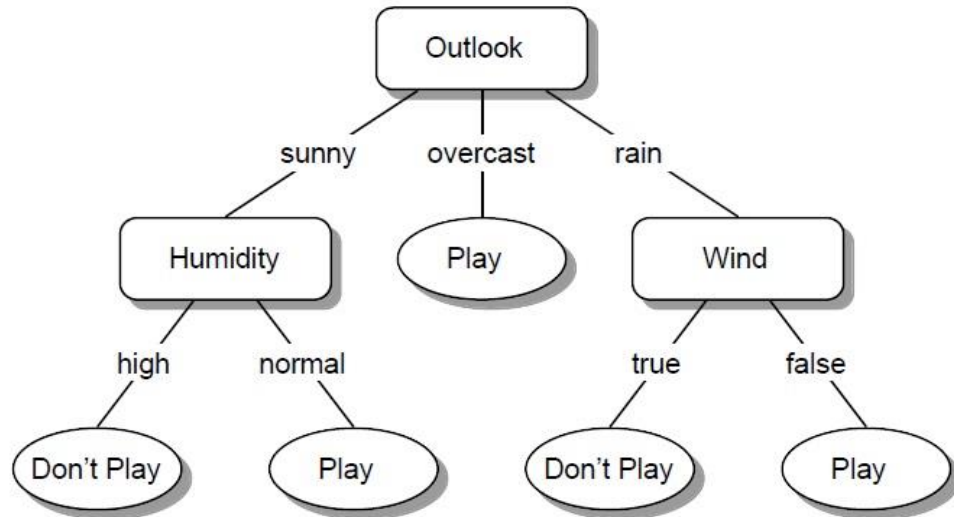 Outlook
sunny overcast rain
Humidity Play Wind
high normal true false
Don't Play Play Don't Play Play